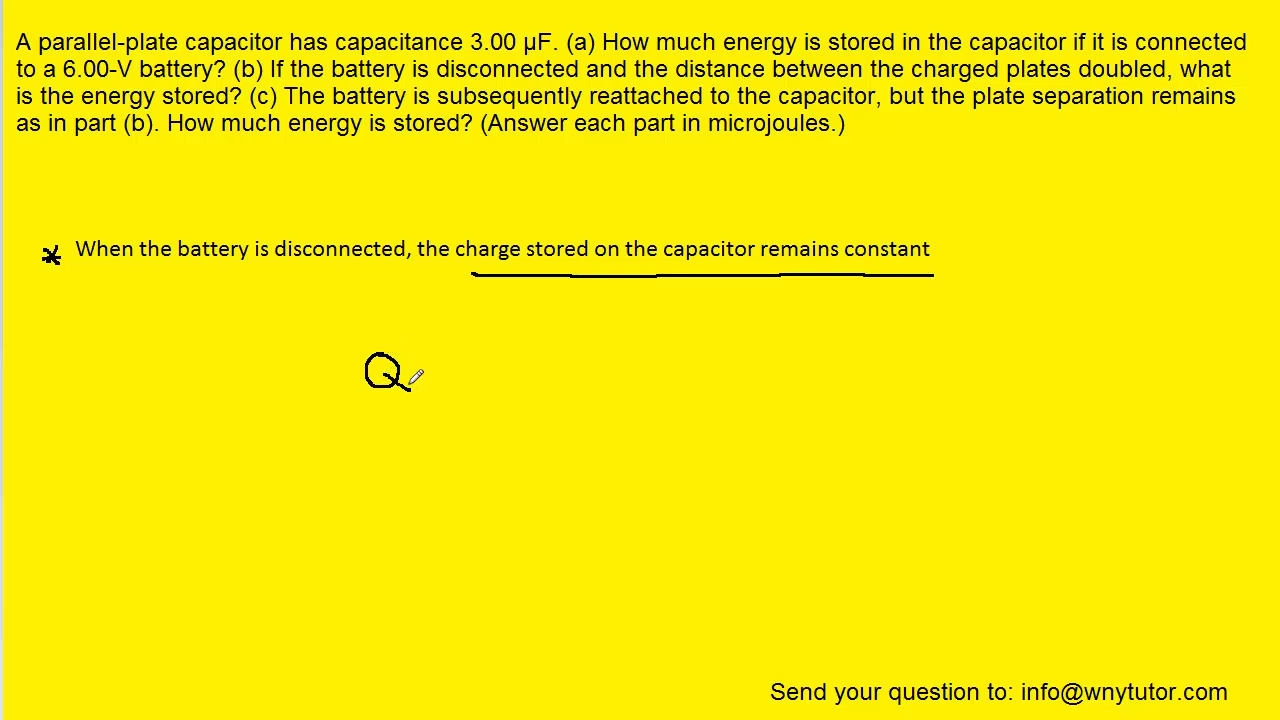 A parallel-plate capacitor has capacitance 3.00 μF. (a) How much energy is stored in the capacitor if it is connected
to a 6.00-V battery? (b) If the battery is disconnected and the distance between the charged plates doubled, what
is the energy stored? (c) The battery is subsequently reattached to the capacitor, but the plate separation remains
as in part (b). How much energy is stored? (Answer each part in microjoules.)
* When the battery is disconnected, the charge stored on the capacitor remains constant
Q
Send your question to: info@wnytutor.com